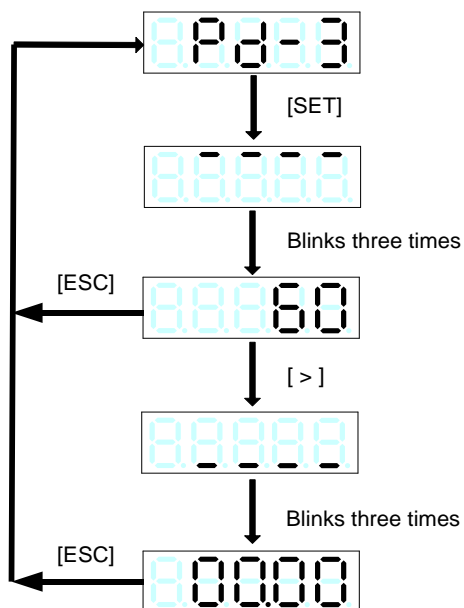 Pd-3
[SET]
- - - -
Blinks three times
[ESC]
60
[ > ]
_ _ _ _
Blinks three times
[ESC]
00.00